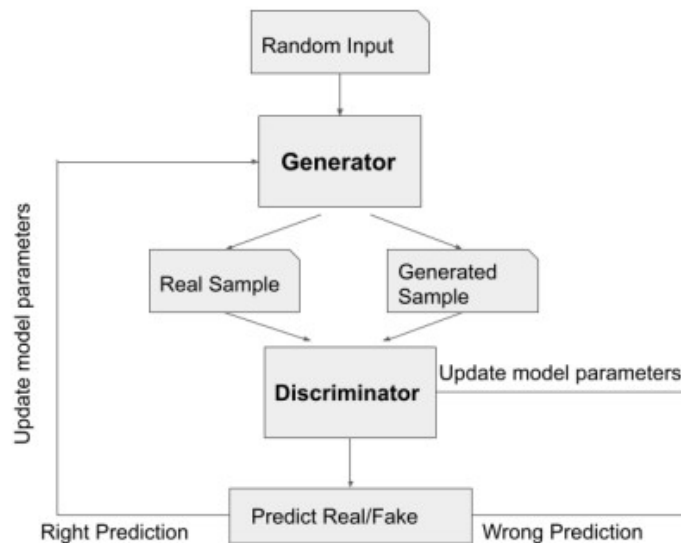 Random Input
Generator
Update model parameters
Real Sample
Generated
Sample
Discriminator
Update model parameters
Predict Real/Fake
Right Prediction
Wrong Prediction